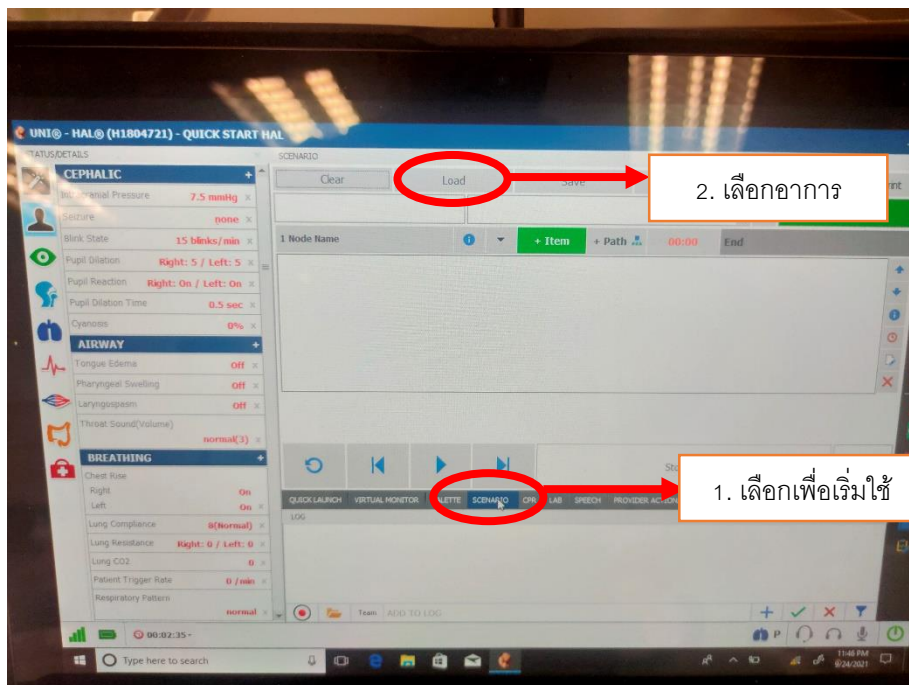 UNI® - HAL® (H1804721) - QUICK START HAL
STATUS/DETAILS
SCENARIO
CEPHALIC +
Clear
Load
Save
2. เลือกอาการ
Intracranial Pressure 7.5 mmHg ×
Seizure none ×
Blink State 15 blinks/min ×
1 Node Name
+ Item
+ Path
00:00
End
Pupil Dilation Right: 5 / Left: 5 ×
Pupil Reaction Right: On / Left: On ×
Pupil Dilation Time 0.5 sec ×
Cyanosis 0% ×
AIRWAY +
Tongue Edema Off ×
Pharyngeal Swelling Off ×
Laryngospasm Off ×
Throat Sound(Volume)
normal(3) ×
BREATHING +
Chest Rise
Right On
Left On ×
1. เลือกเพื่อเริ่มใช้
QUICK LAUNCH VIRTUAL MONITOR PALETTE SCENARIO CPR LAB SPEECH PROVIDER
LOG
Lung Compliance 0(Normal) ×
Lung Resistance Right: 0 / Left: 0 ×
Lung CO2 0 ×
Patient Trigger Rate 0 /min ×
Respiratory Pattern
normal ×
Team ADD TO LOG
00:02:35 -
P
Type here to search
11:40 PM
9/24/2021